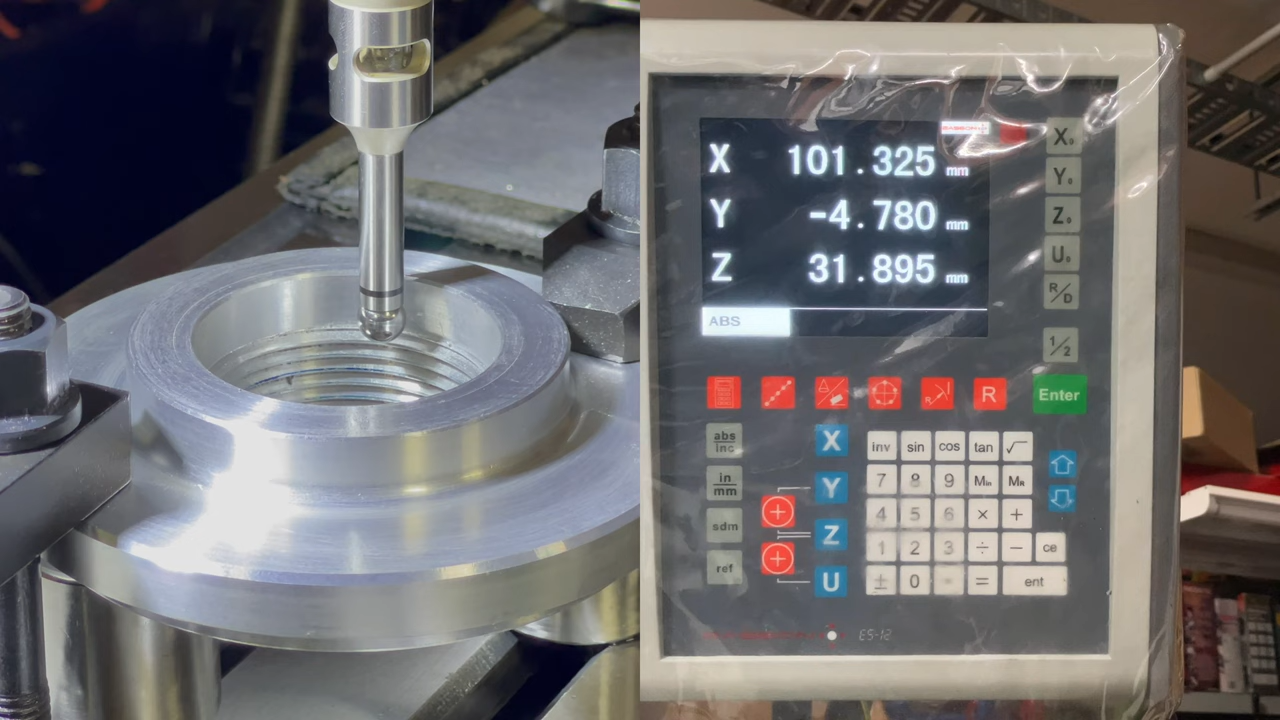 X 101.325 mm
Y -4.780 mm
Z 31.895 mm
ABS
X₀
Y₀
Z₀
U₀
R/D
1/2
R
Enter
abs/inc
in/mm
sdm
ref
X
Y
Z
U
inv sin cos tan √
7 8 9 Min MR
4 5 6 × +
1 2 3 ÷ − ce
± 0 = ent
ES-12